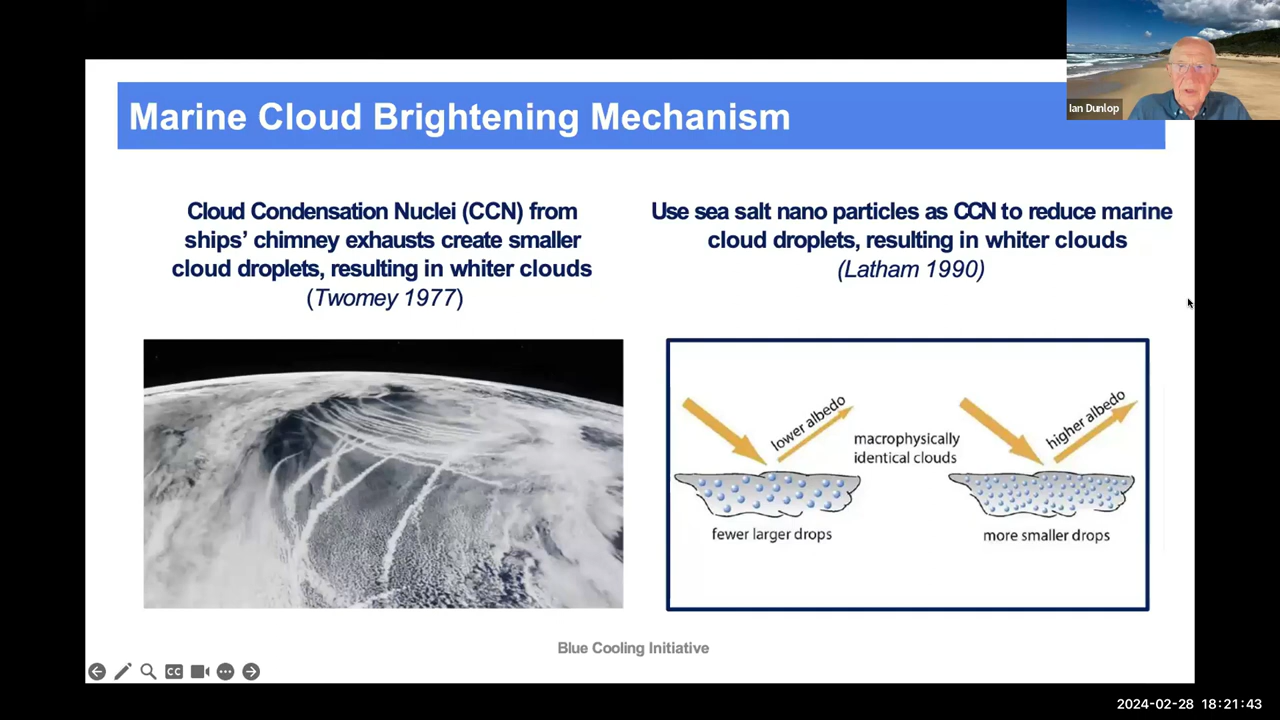 Ian Dunlop
Marine Cloud Brightening Mechanism
Cloud Condensation Nuclei (CCN) from
ships' chimney exhausts create smaller
cloud droplets, resulting in whiter clouds
(Twomey 1977)
Use sea salt nano particles as CCN to reduce marine
cloud droplets, resulting in whiter clouds
(Latham 1990)
lower albedo
macrophysically
identical clouds
higher albedo
fewer larger drops
more smaller drops
Blue Cooling Initiative
CC
2024-02-28 18:21:43